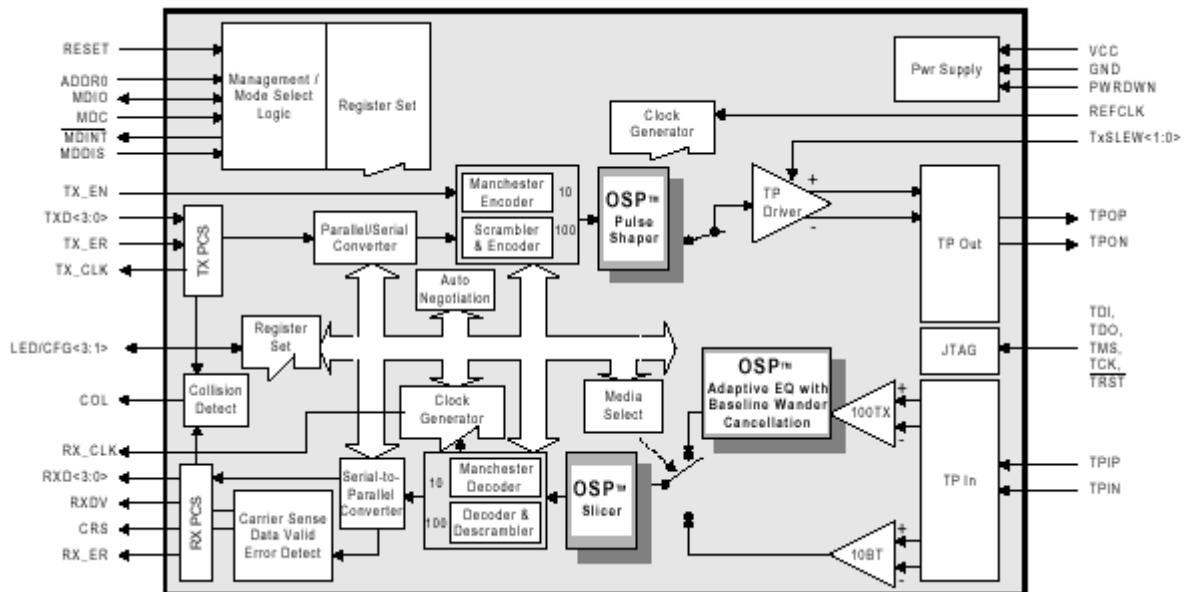 RESET
ADDR0
MDIO
MDC
MDINT
MDDIS
Management /
Mode Select
Logic
Register Set
Pwr Supply
VCC
GND
PWRDWN
REFCLK
TxSLEW<1:0>
Clock
Generator
TX_EN
TXD<3:0>
TX_ER
TX_CLK
TX PCS
Parallel/Serial
Converter
Manchester
Encoder
10
Scrambler
& Encoder
100
OSP™
Pulse
Shaper
TP
Driver
+
-
TP Out
TPOP
TPON
Auto
Negotiation
LED/CFG<3:1>
Register
Set
JTAG
TDI,
TDO,
TMS,
TCK,
TRST
COL
Collision
Detect
Clock
Generator
Media
Select
OSP™
Adaptive EQ with
Baseline Wander
Cancellation
100TX
+
-
RX_CLK
RXD<3:0>
RXDV
CRS
RX_ER
RX PCS
Carrier Sense
Data Valid
Error Detect
Serial-to-
Parallel
Converter
10
Manchester
Decoder
100
Decoder &
Descrambler
OSP™
Slicer
10BT
+
-
TP In
TPIP
TPIN